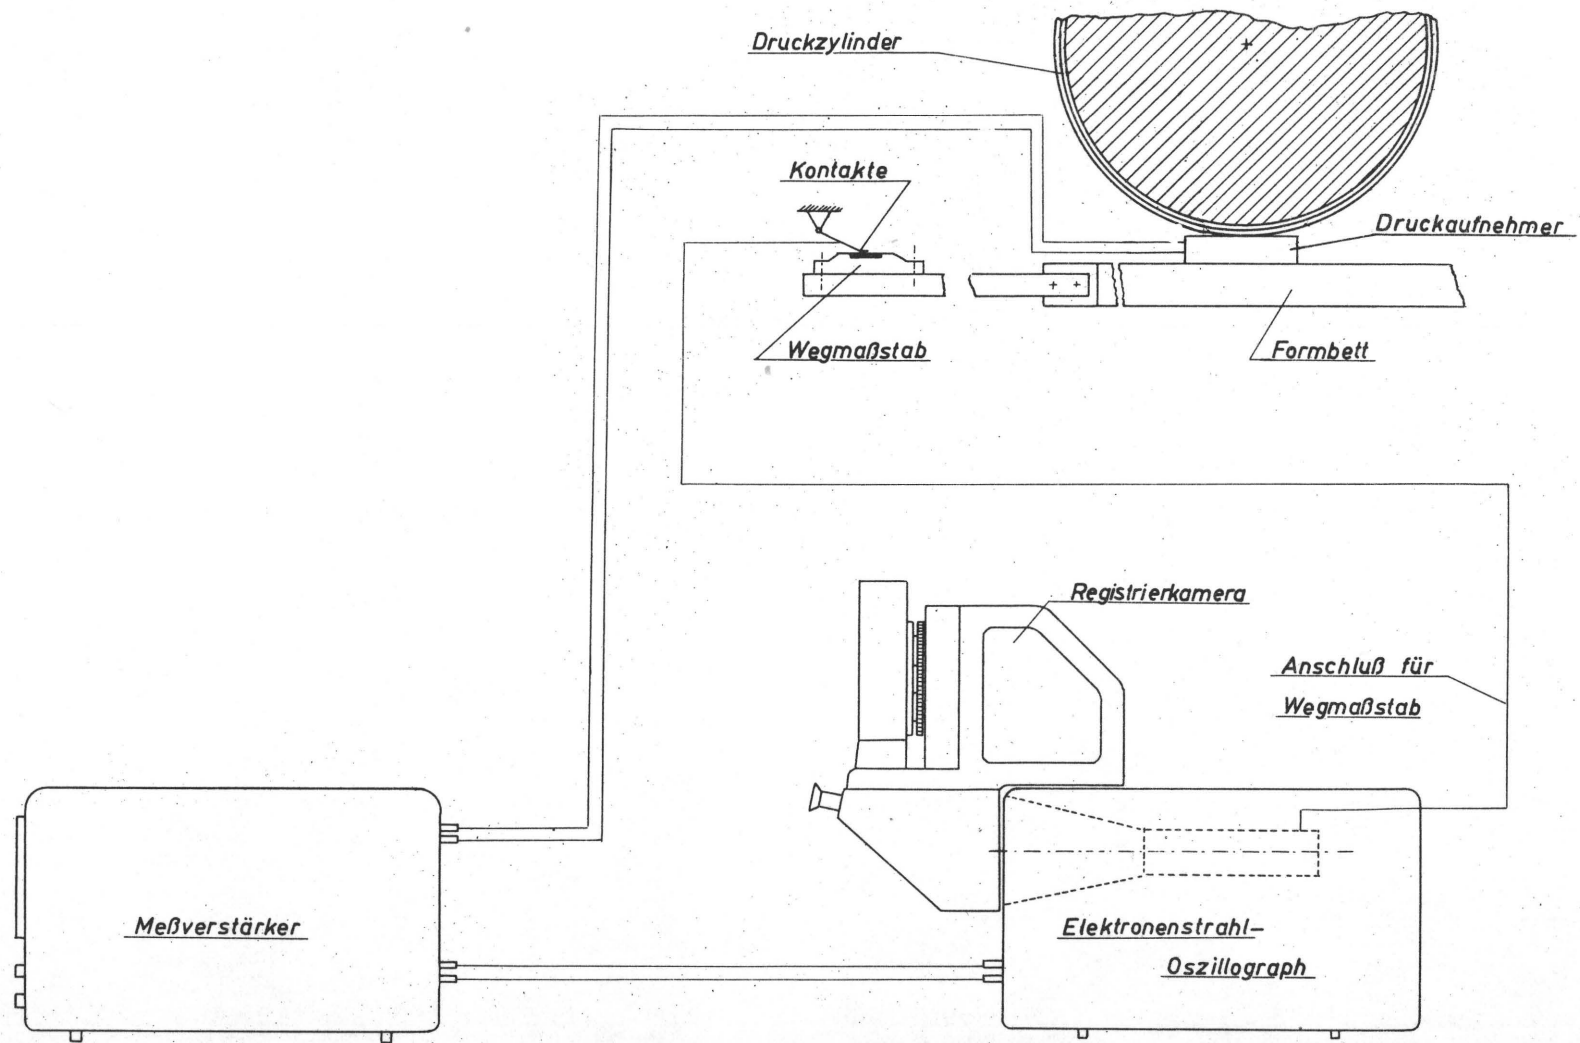 Druckzylinder
Kontakte
Druckaufnehmer
Wegmaßstab
Formbett
Registrierkamera
Anschluß für
Wegmaßstab
Meßverstärker
Elektronenstrahl-
Oszillograph